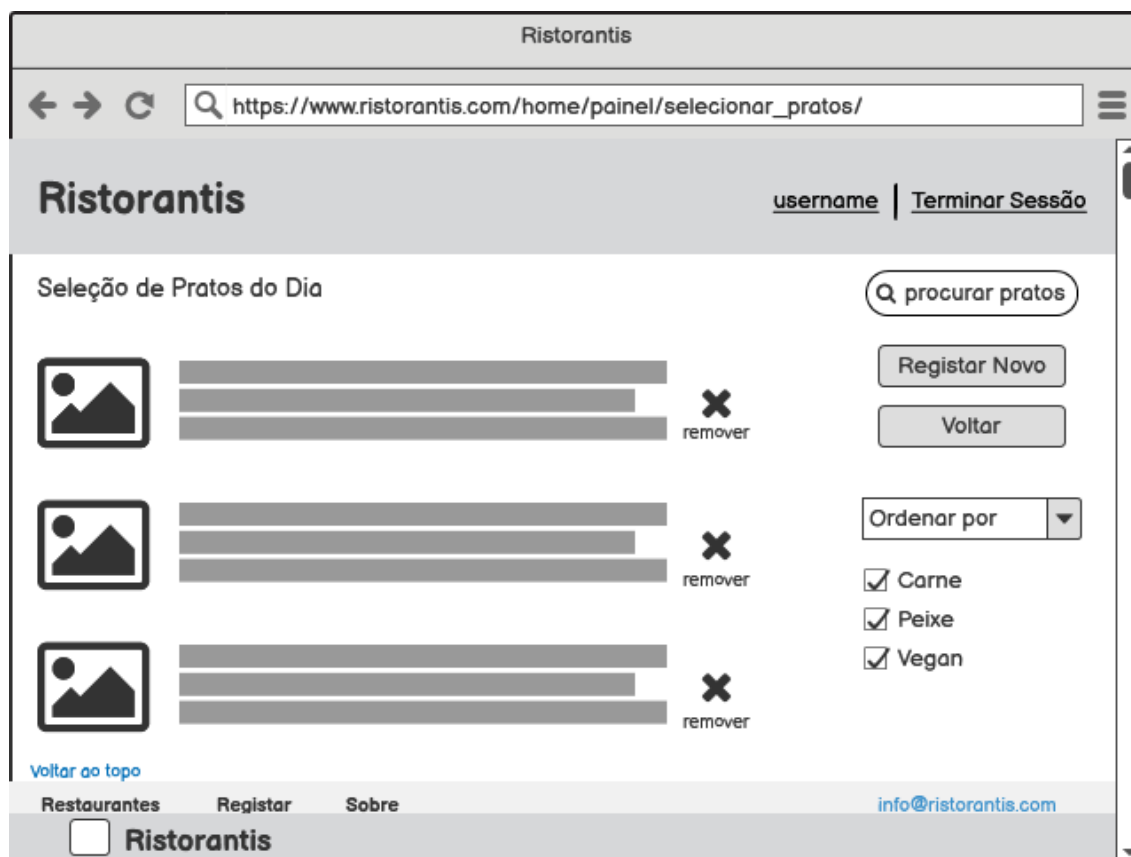 Ristorantis
https://www.ristorantis.com/home/painel/selecionar_pratos/
Ristorantis
username | Terminar Sessão
Seleção de Pratos do Dia
procurar pratos
Registar Novo
remover
Voltar
Ordenar por
remover
Carne
Peixe
Vegan
remover
Voltar ao topo
Restaurantes Registar Sobre info@ristorantis.com
Ristorantis